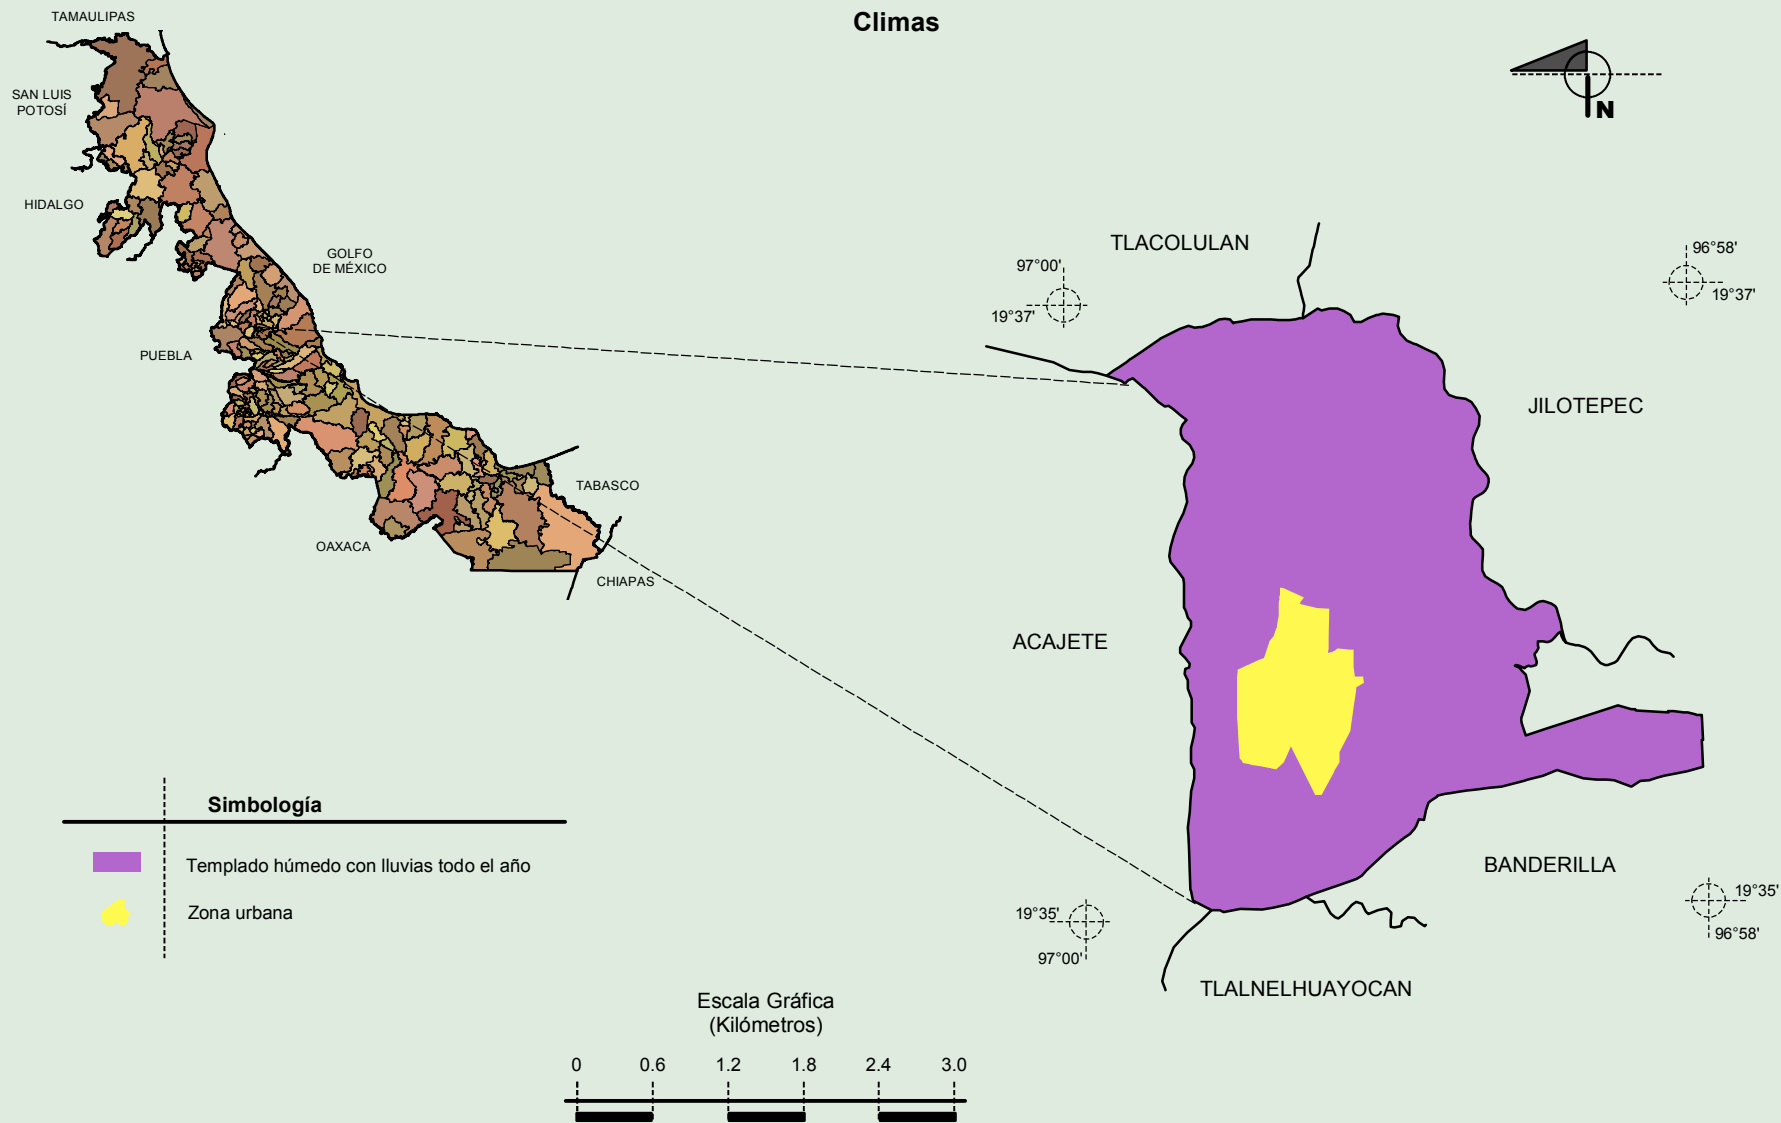 Climas
TAMAULIPAS
SAN LUIS
POTOSÍ
HIDALGO
GOLFO
DE MÉXICO
PUEBLA
TABASCO
OAXACA
CHIAPAS
N
TLACOLULAN
97°00'
19°37'
96°58'
19°37'
JILOTEPEC
ACAJETE
BANDERILLA
19°35'
97°00'
19°35'
96°58'
TLALNELHUAYOCAN
Simbología
Templado húmedo con lluvias todo el año
Zona urbana
Escala Gráfica
(Kilómetros)
0 0.6 1.2 1.8 2.4 3.0